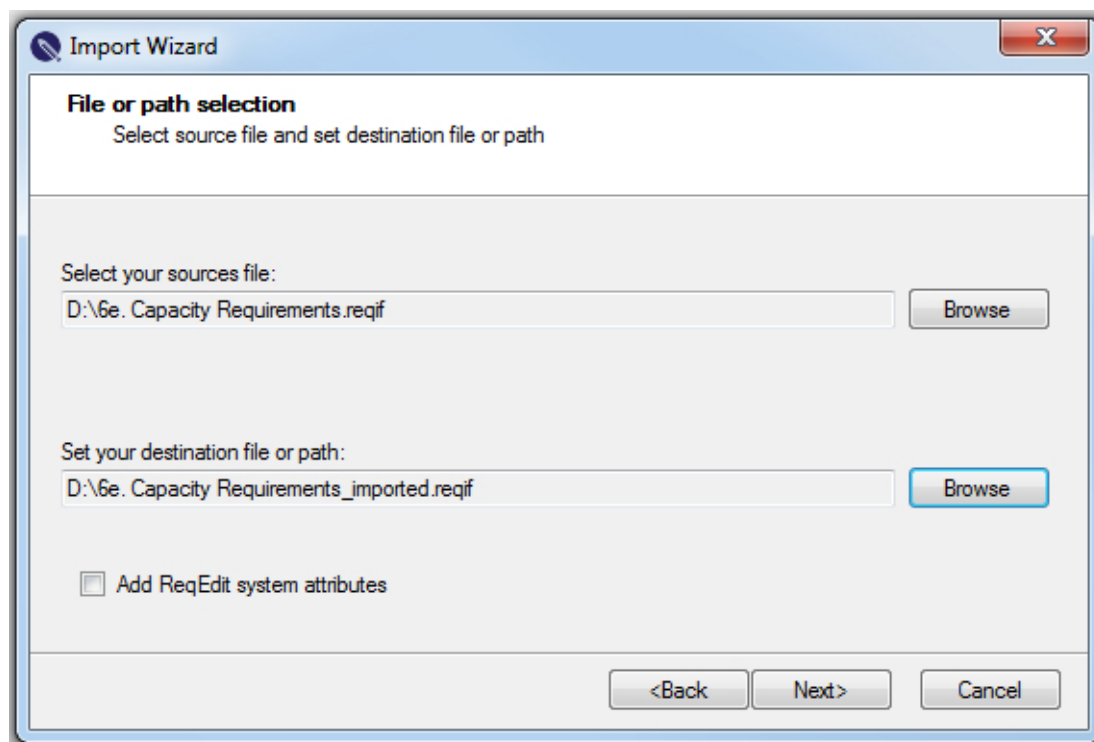 Import Wizard
File or path selection
Select source file and set destination file or path
Select your sources file:
D:\6e. Capacity Requirements.reqif
Browse
Set your destination file or path:
D:\6e. Capacity Requirements_imported.reqif
Browse
Add ReqEdit system attributes
<Back
Next>
Cancel